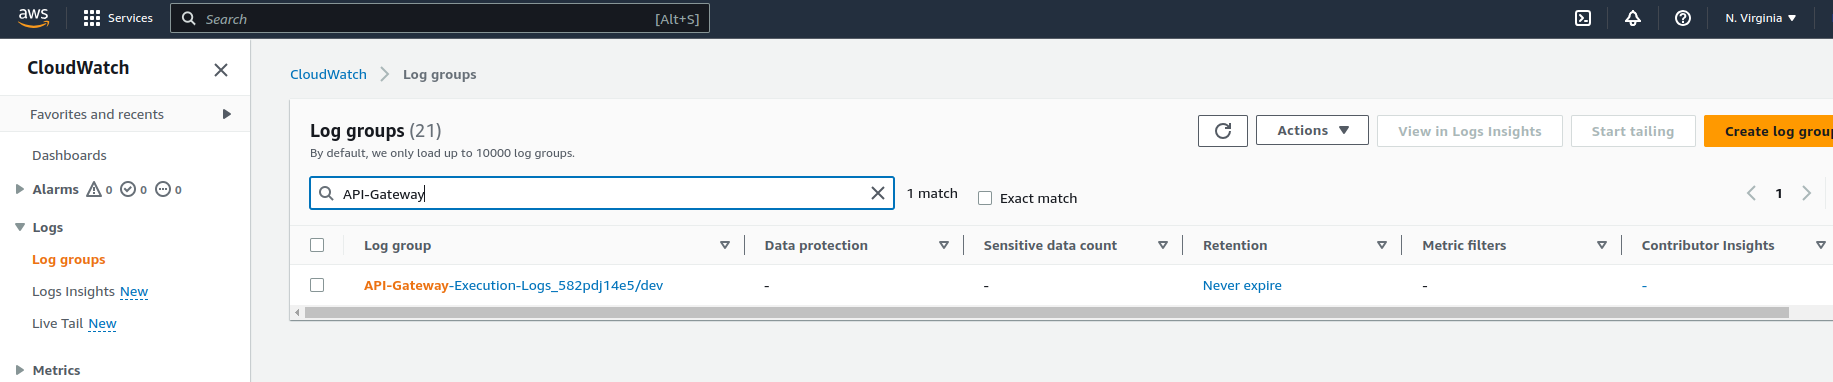 aws Services Search [Alt+S] N. Virginia
CloudWatch
Favorites and recents
Dashboards
Alarms 0 0 0
Logs
Log groups
Logs Insights New
Live Tail New
Metrics
CloudWatch Log groups
Log groups (21)
By default, we only load up to 10000 log groups.
Actions View in Logs Insights Start tailing Create log group
API-Gateway 1 match Exact match 1
Log group Data protection Sensitive data count Retention Metric filters Contributor Insights
API-Gateway-Execution-Logs_582pdj14e5/dev - - Never expire - -